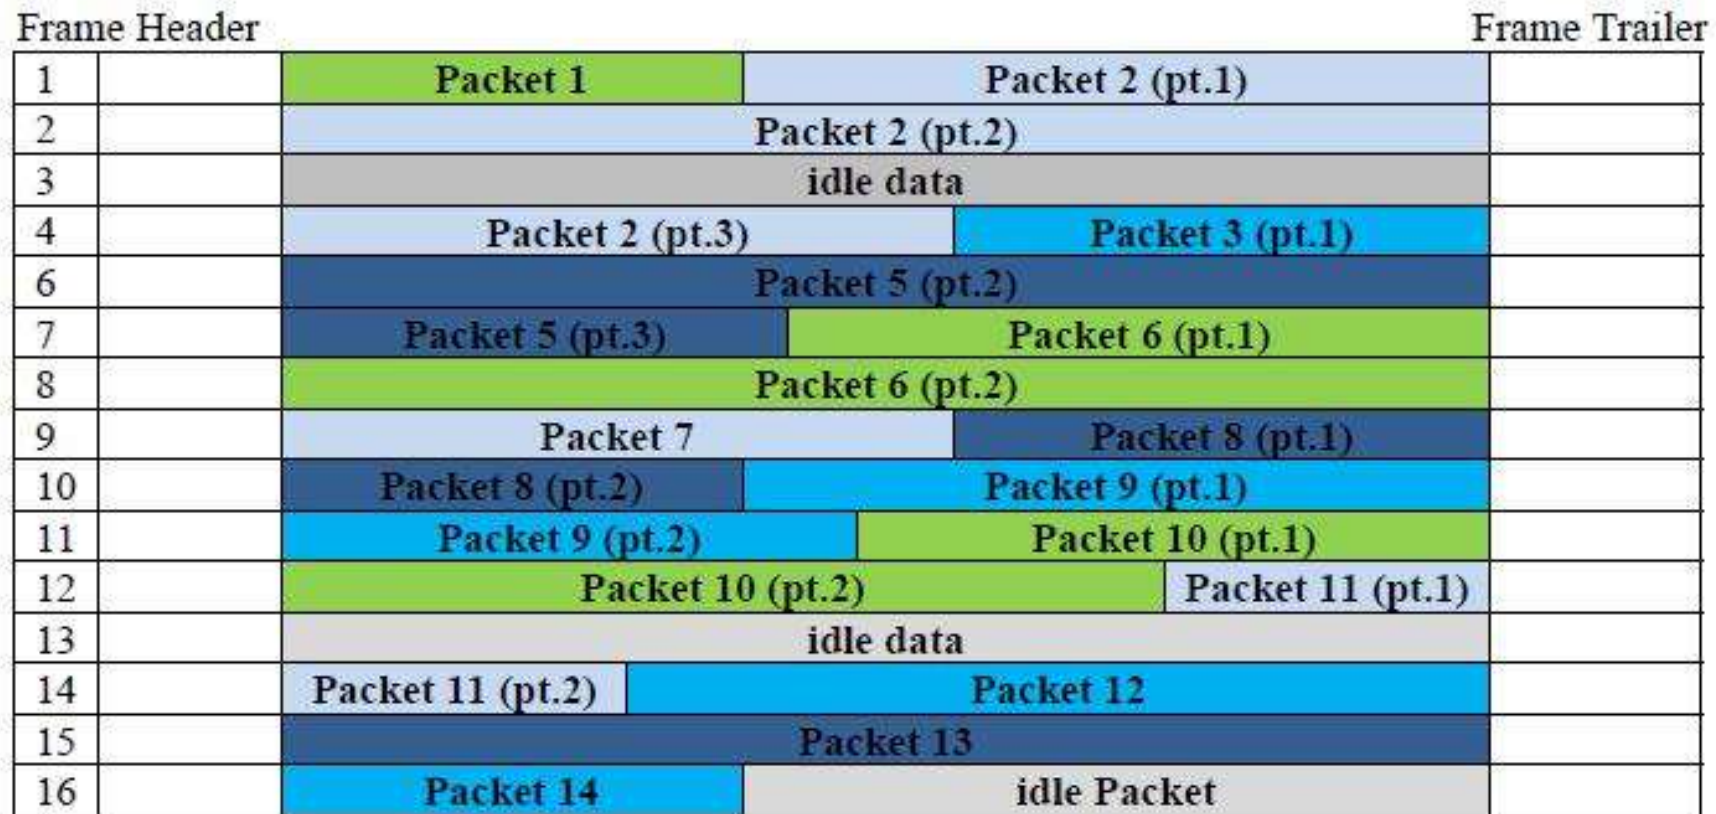 Frame Header Frame Trailer
1 Packet 1 Packet 2 (pt.1)
2 Packet 2 (pt.2)
3 idle data
4 Packet 2 (pt.3) Packet 3 (pt.1)
6 Packet 5 (pt.2)
7 Packet 5 (pt.3) Packet 6 (pt.1)
8 Packet 6 (pt.2)
9 Packet 7 Packet 8 (pt.1)
10 Packet 8 (pt.2) Packet 9 (pt.1)
11 Packet 9 (pt.2) Packet 10 (pt.1)
12 Packet 10 (pt.2) Packet 11 (pt.1)
13 idle data
14 Packet 11 (pt.2) Packet 12
15 Packet 13
16 Packet 14 idle Packet